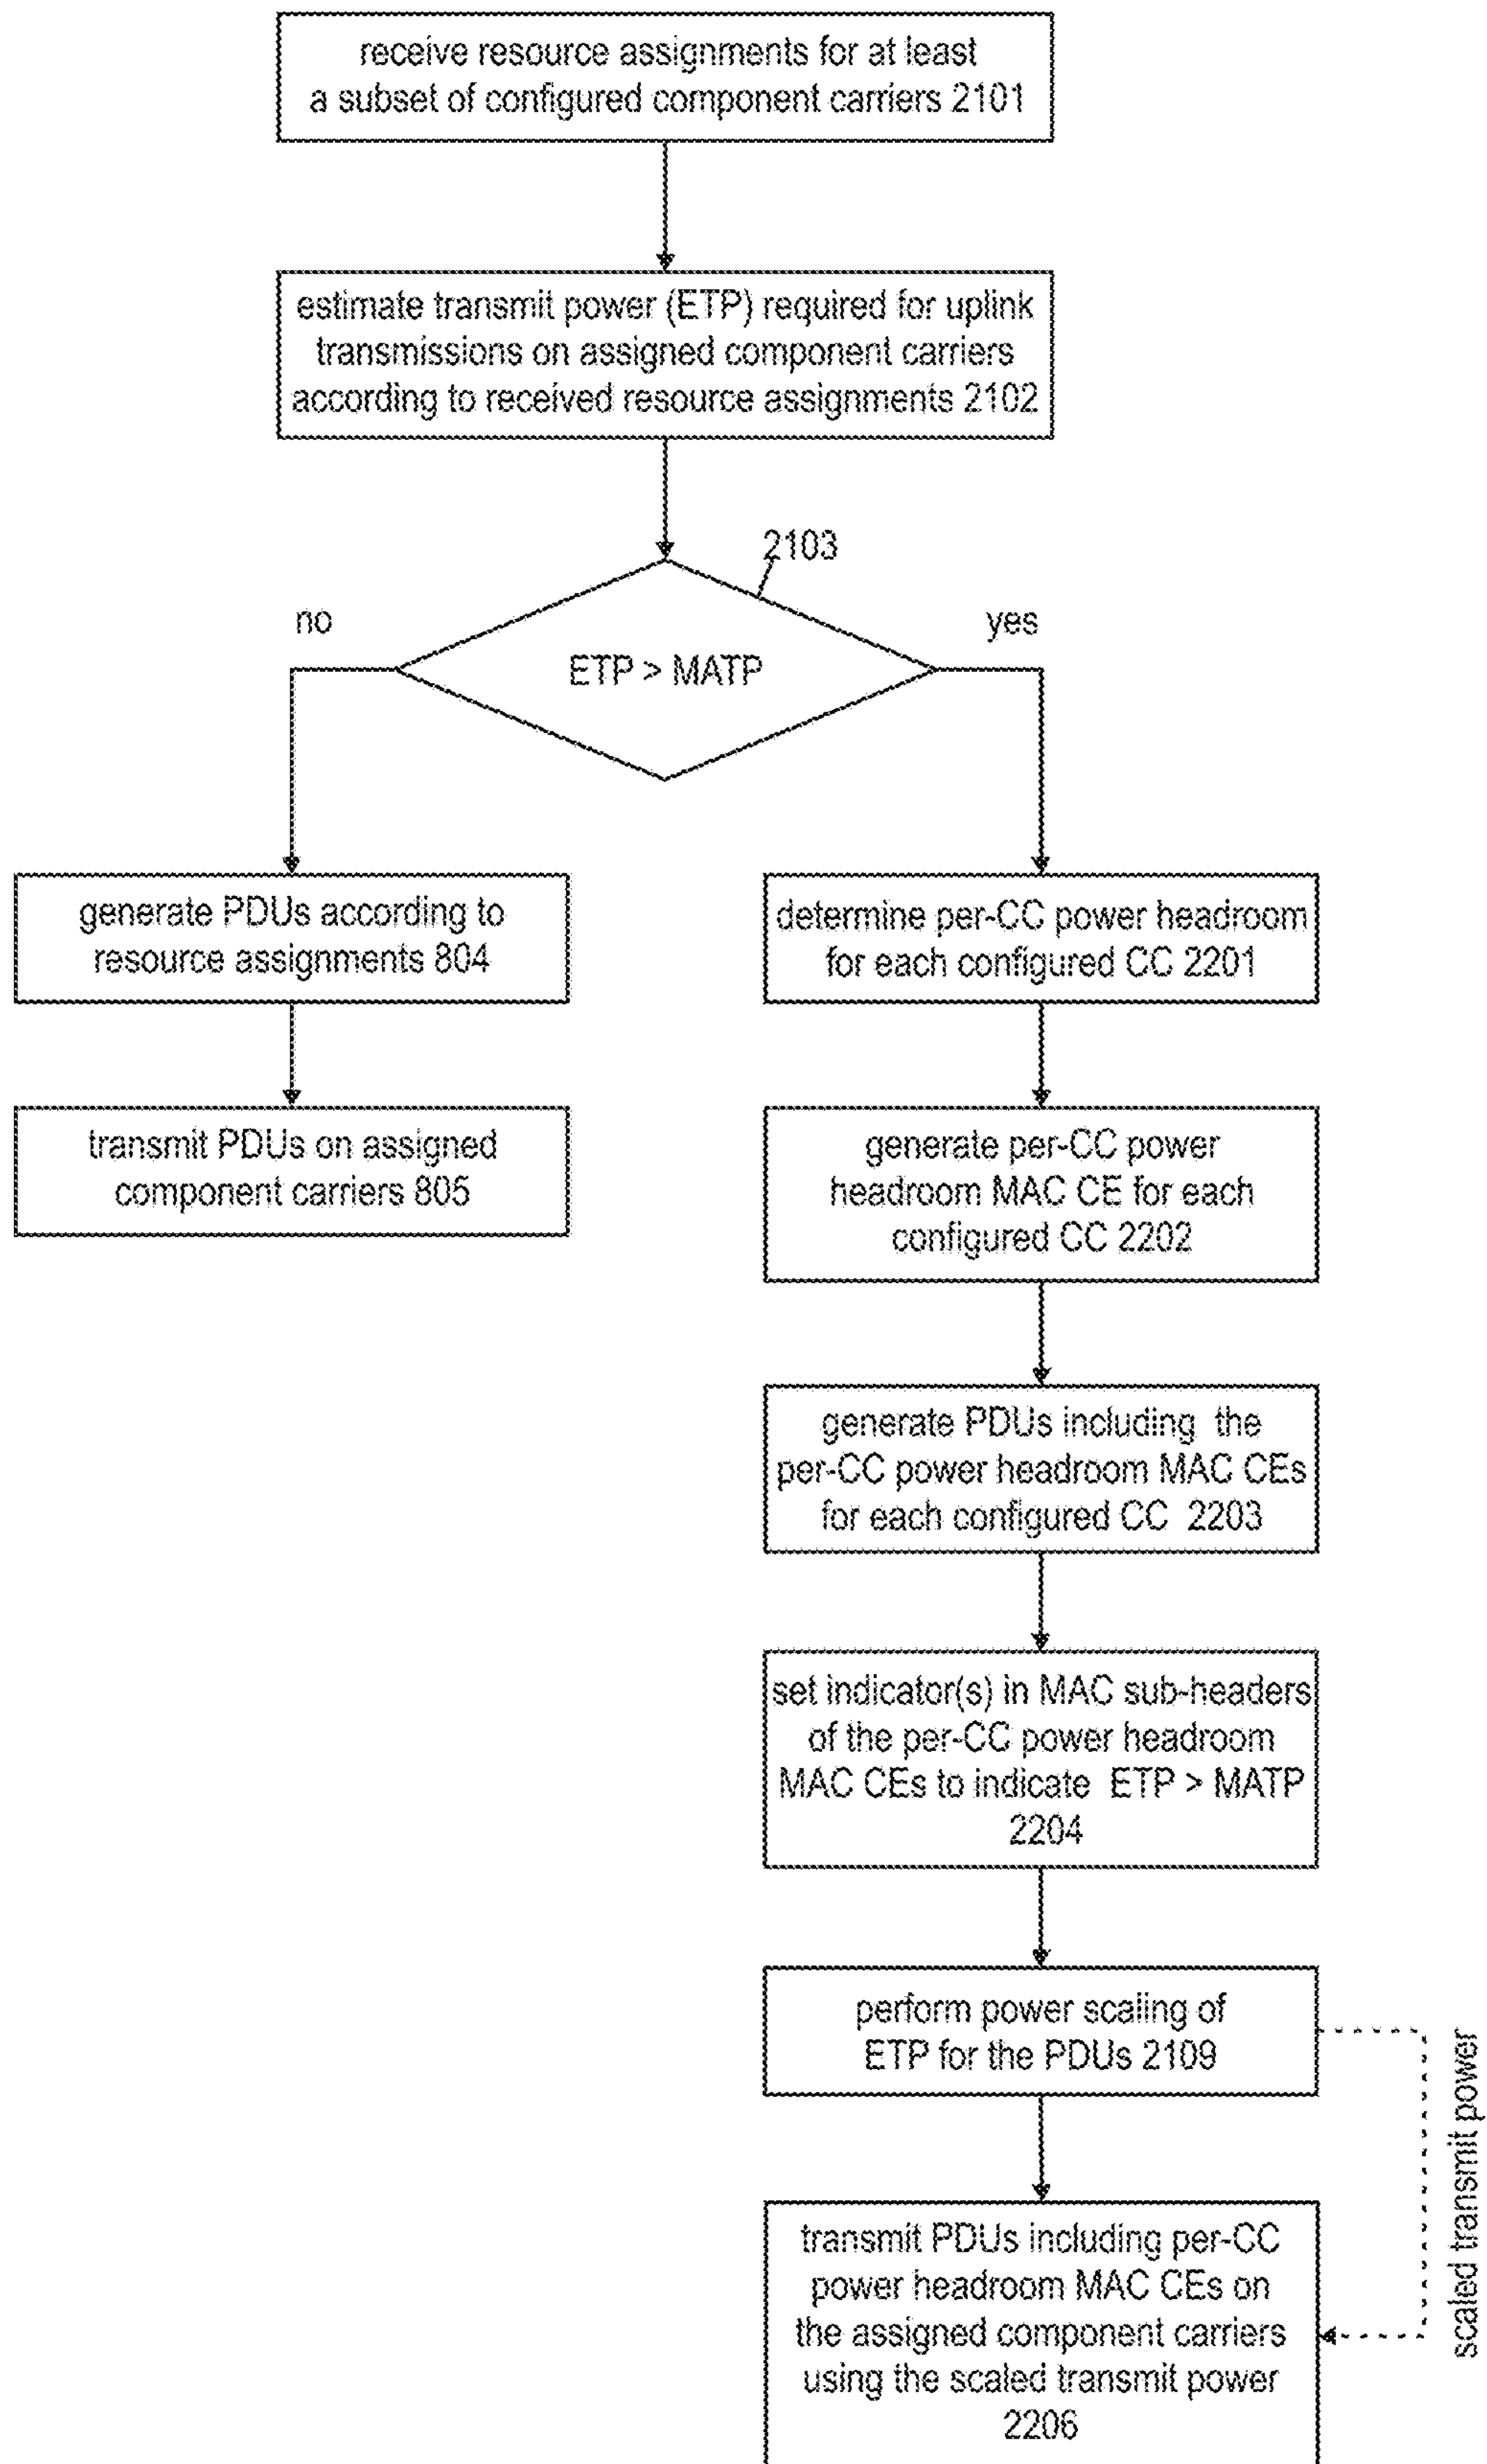 receive resource assignments for at least
a subset of configured component carriers 2101
estimate transmit power (ETP) required for uplink
transmissions on assigned component carriers
according to received resource assignments 2102
2103
no
yes
ETP > MATP
generate PDUs according to
resource assignments 804
transmit PDUs on assigned
component carriers 805
determine per-CC power headroom
for each configured CC 2201
generate per-CC power
headroom MAC CE for each
configured CC 2202
generate PDUs including the
per-CC power headroom MAC CEs
for each configured CC 2203
set indicator(s) in MAC sub-headers
of the per-CC power headroom
MAC CEs to indicate ETP > MATP
2204
perform power scaling of
ETP for the PDUs 2109
scaled transmit power
transmit PDUs including per-CC
power headroom MAC CEs on
the assigned component carriers
using the scaled transmit power
2206